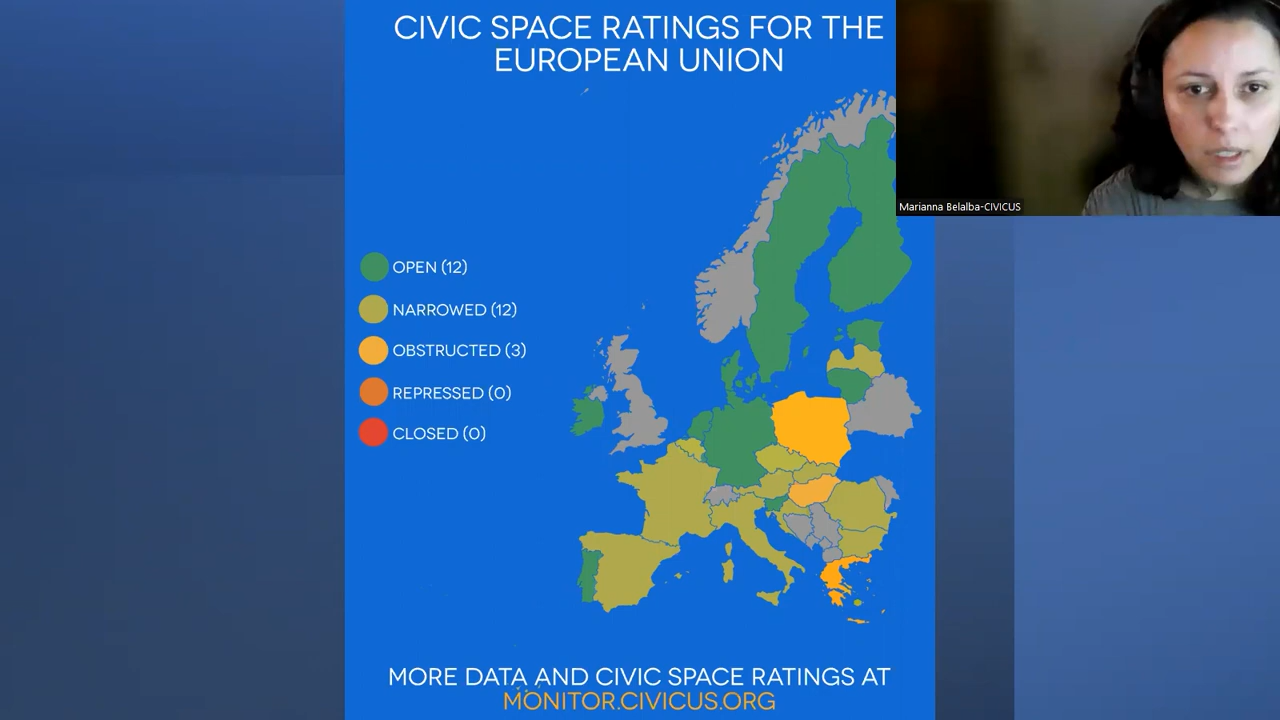 CIVIC SPACE RATINGS FOR THE
EUROPEAN UNION
Marianna Belalba-CIVICUS
OPEN (12)
NARROWED (12)
OBSTRUCTED (3)
REPRESSED (0)
CLOSED (0)
MORE DATA AND CIVIC SPACE RATINGS AT
MONITOR.CIVICUS.ORG